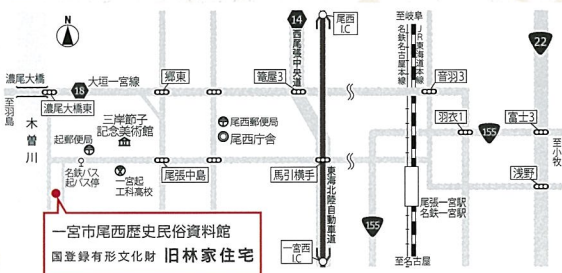 N
14
尾西
I.C
西尾張中央道
至岐阜
名鉄名古屋本線
JR東海道本線
22
濃尾大橋
18
大垣一宮線
郷東
篭屋3
音羽3
濃尾大橋東
至羽島
木曽川
三岸節子
記念美術館
起郵便局
尾西郵便局
尾西庁舎
羽衣1
155
富士3
至小牧
名鉄バス
起バス停
一宮起
工科高校
尾張中島
馬引横手
東海北陸自動車道
尾張一宮駅
名鉄一宮駅
浅野
155
一宮西
I.C
至名古屋
一宮市尾西歴史民俗資料館
国登録有形文化財 旧林家住宅